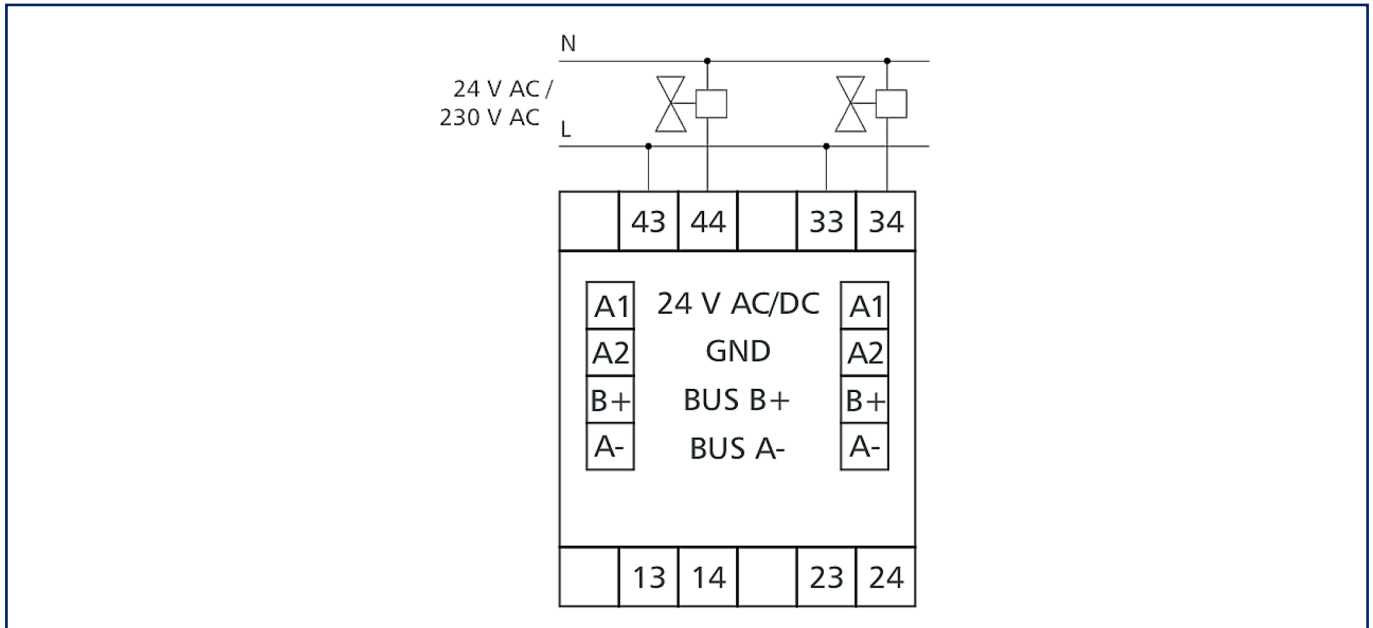 N
24 V AC /
230 V AC
L
43 44 33 34
A1 24 V AC/DC A1
A2 GND A2
B+ BUS B+ B+
A- BUS A- A-
13 14 23 24